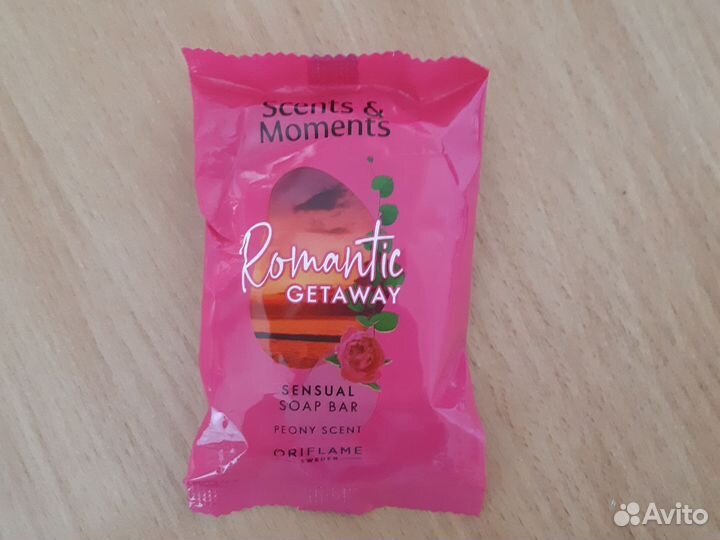 Scents &
Moments
Romantic
GETAWAY
SENSUAL
SOAP BAR
PEONY SCENT
ORIFLAME
SWEDEN
Avito